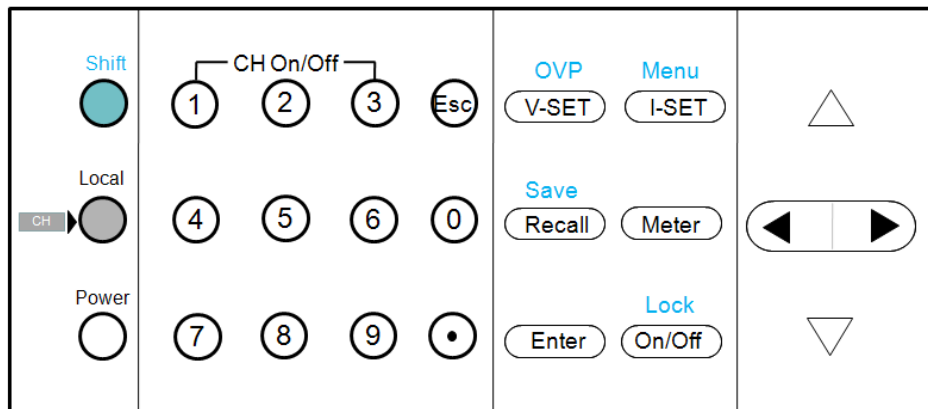 Shift
CH On/Off
OVP
Menu
1
2
3
Esc
V-SET
I-SET
Local
Save
CH
4
5
6
0
Recall
Meter
Power
Lock
7
8
9
•
Enter
On/Off